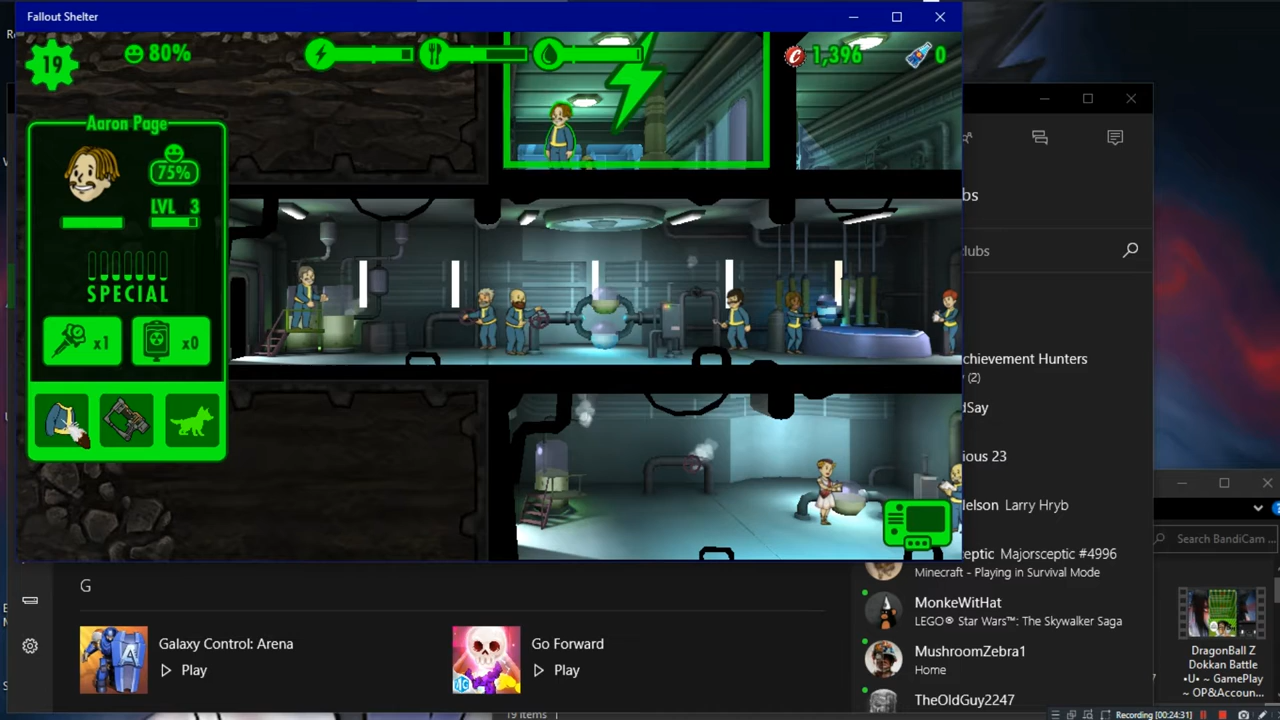 Fallout Shelter
19
80%
1,396
0
Aaron Page
75%
LVL 3
SPECIAL
x1
x0
bs
lubs
chievement Hunters
(2)
dSay
ious 23
lelson Larry Hryb
eptic Majorsceptic #4996
Minecraft - Playing in Survival Mode
MonkeWitHat
LEGO® Star Wars™: The Skywalker Saga
MushroomZebra1
Home
TheOldGuy2247
G
Galaxy Control: Arena
Play
Go Forward
Play
Search BandiCam ...
DragonBall Z
Dokkan Battle
•U• ~ GamePlay
~ OP&Accoun...
19 items
Recording [00:24:31]